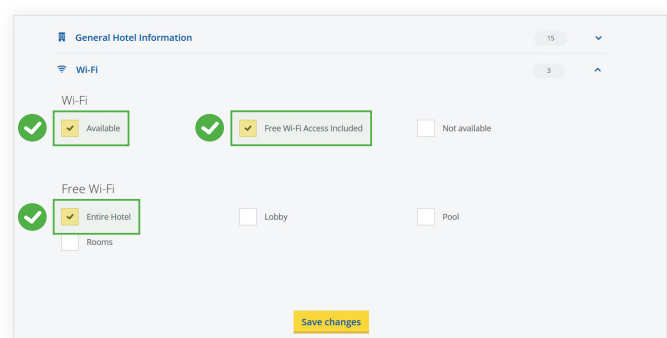 General Hotel Information 15
Wi-Fi 3
Wi-Fi
Available Free Wi-Fi Access Included Not available
Free Wi-Fi
Entire Hotel Lobby Pool
Rooms
Save changes